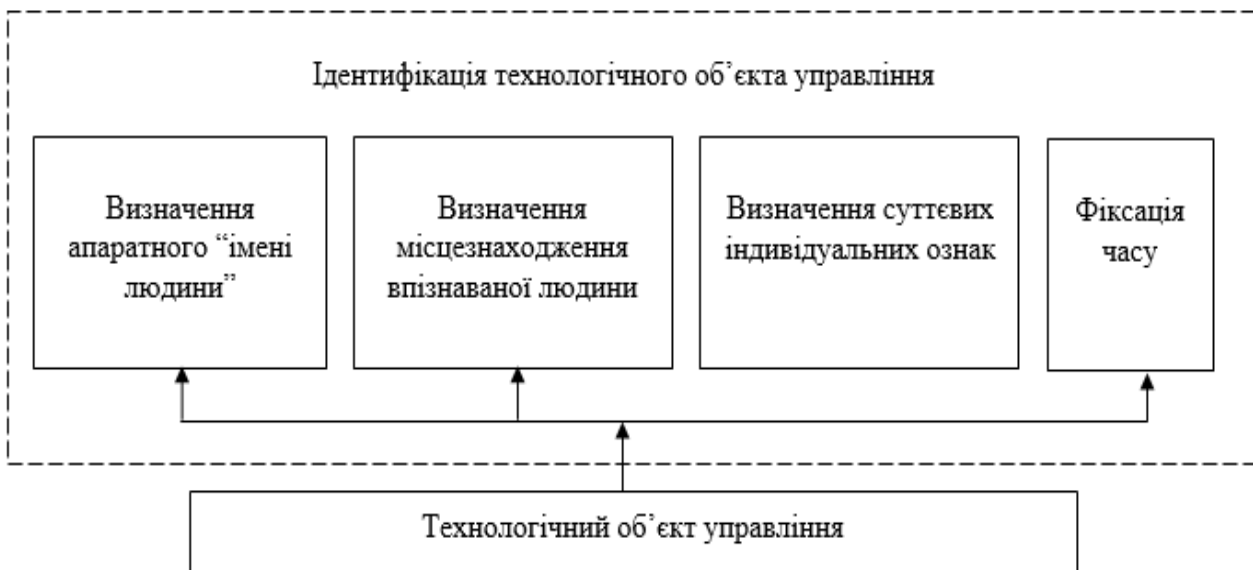 Ідентифікація технологічного об’єкта управління
Визначення
апаратного “імені
людини”
Визначення
місцезнаходження
впізнаваної людини
Визначення суттєвих
індивідуальних ознак
Фіксація
часу
Технологічний об’єкт управління